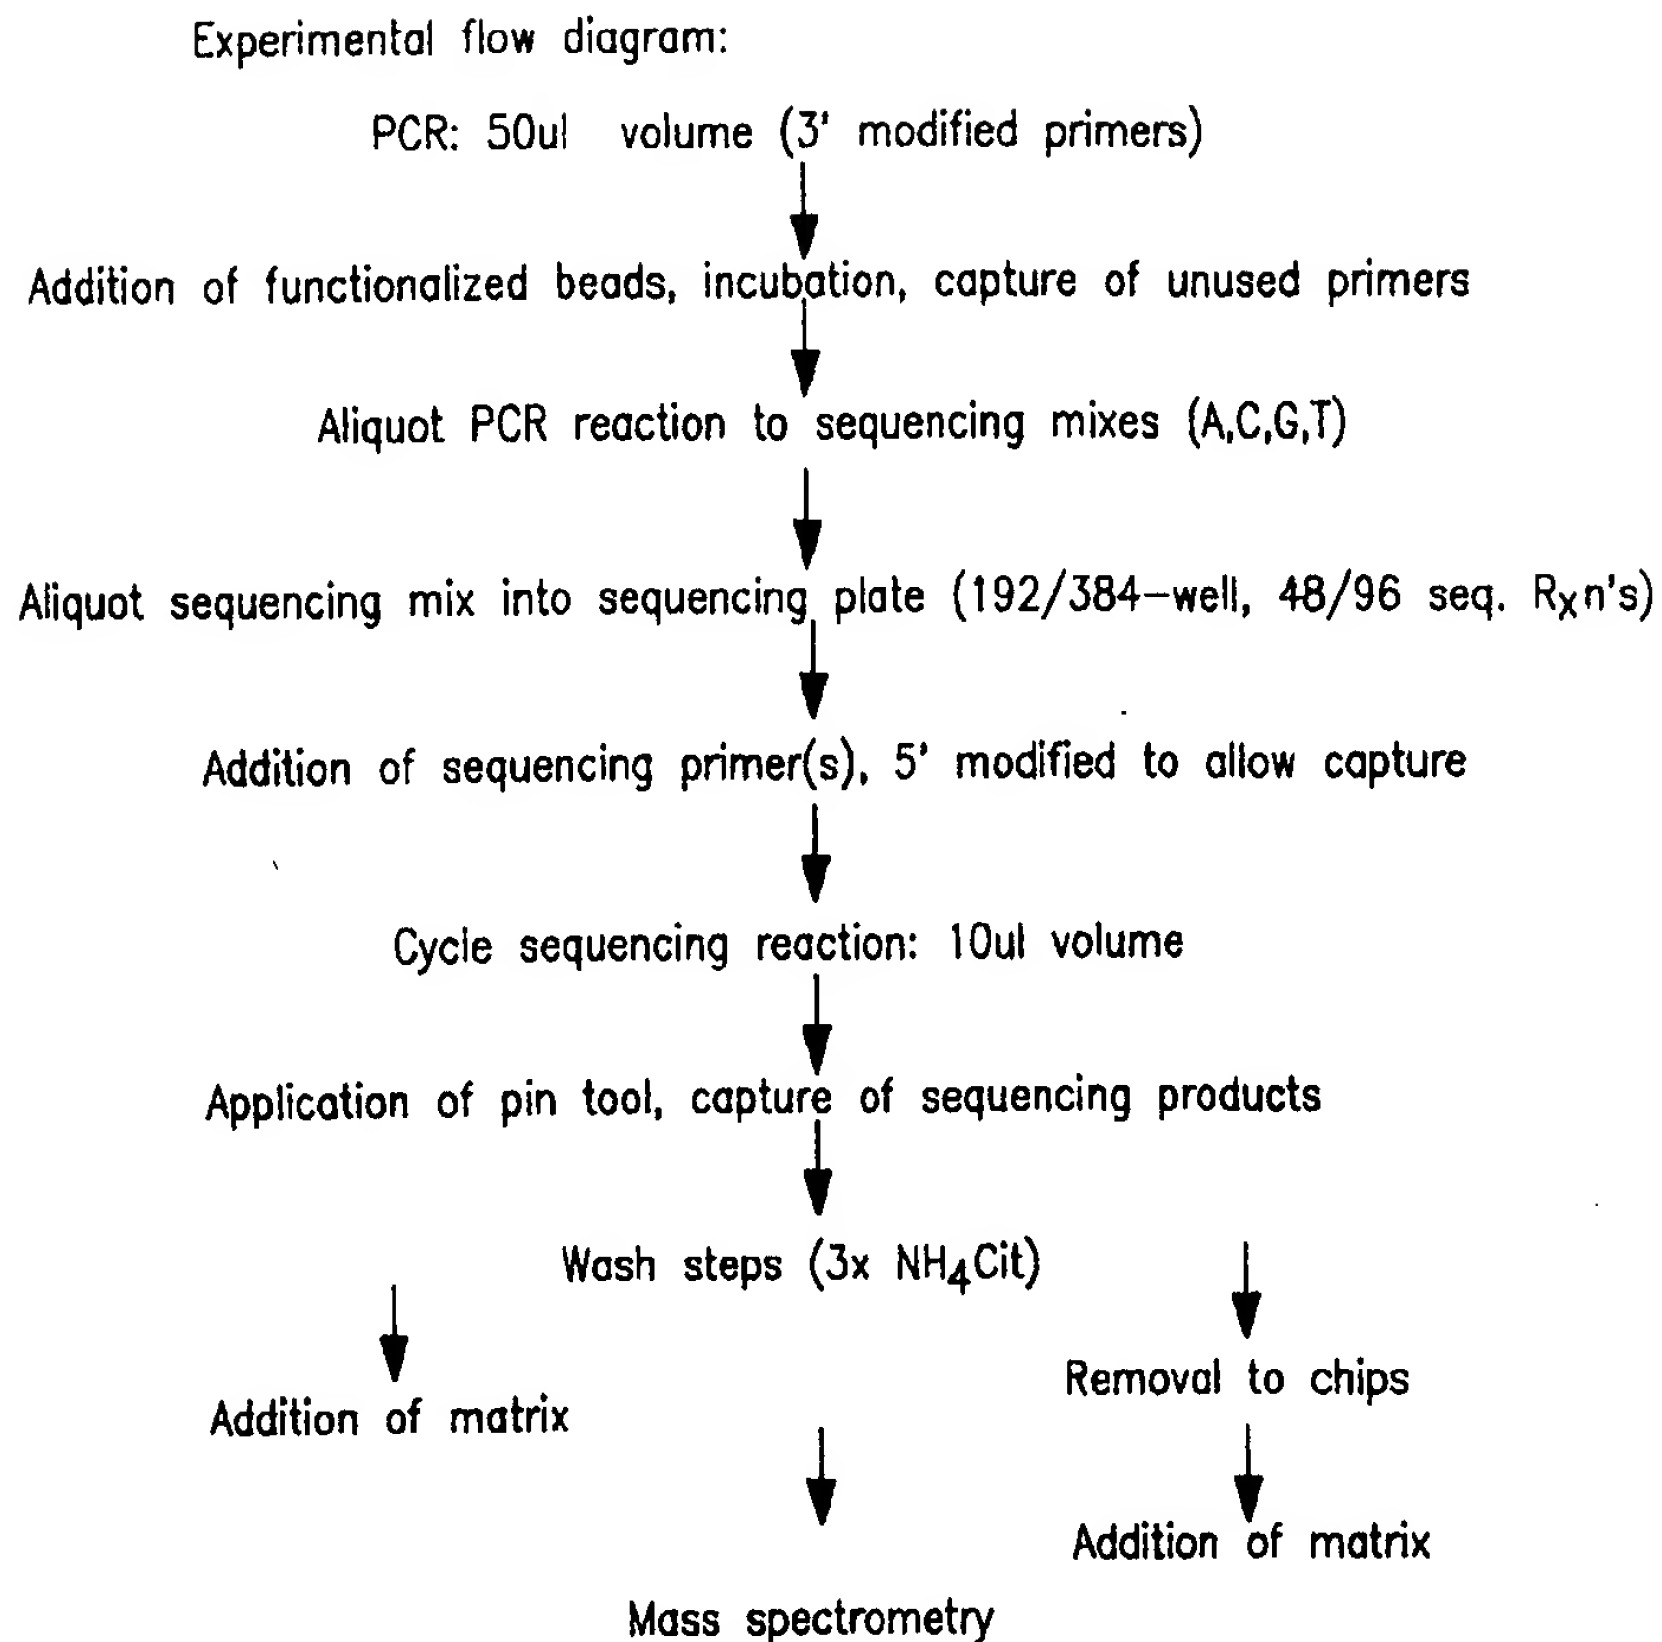 Experimental flow diagram:
PCR: 50ul volume (3' modified primers)
Addition of functionalized beads, incubation, capture of unused primers
Aliquot PCR reaction to sequencing mixes (A,C,G,T)
Aliquot sequencing mix into sequencing plate (192/384-well, 48/96 seq. Rxn's)
Addition of sequencing primer(s), 5' modified to allow capture
Cycle sequencing reaction: 10ul volume
Application of pin tool, capture of sequencing products
Wash steps (3x NH4Cit)
Removal to chips
Addition of matrix
Addition of matrix
Mass spectrometry